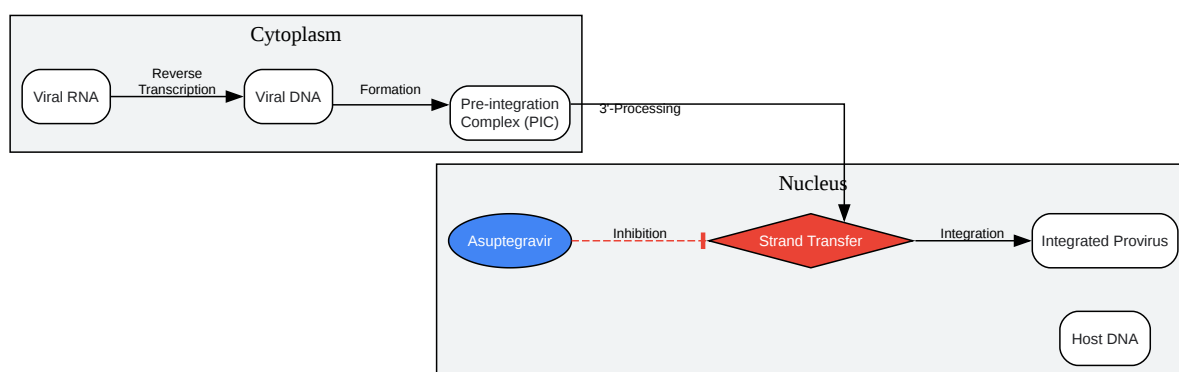 Cytoplasm
Viral RNA
Reverse
Transcription
Viral DNA
Formation
Pre-integration
Complex (PIC)
3'-Processing
Nucleus
Asuptegravir
Inhibition
Strand Transfer
Integration
Integrated Provirus
Host DNA